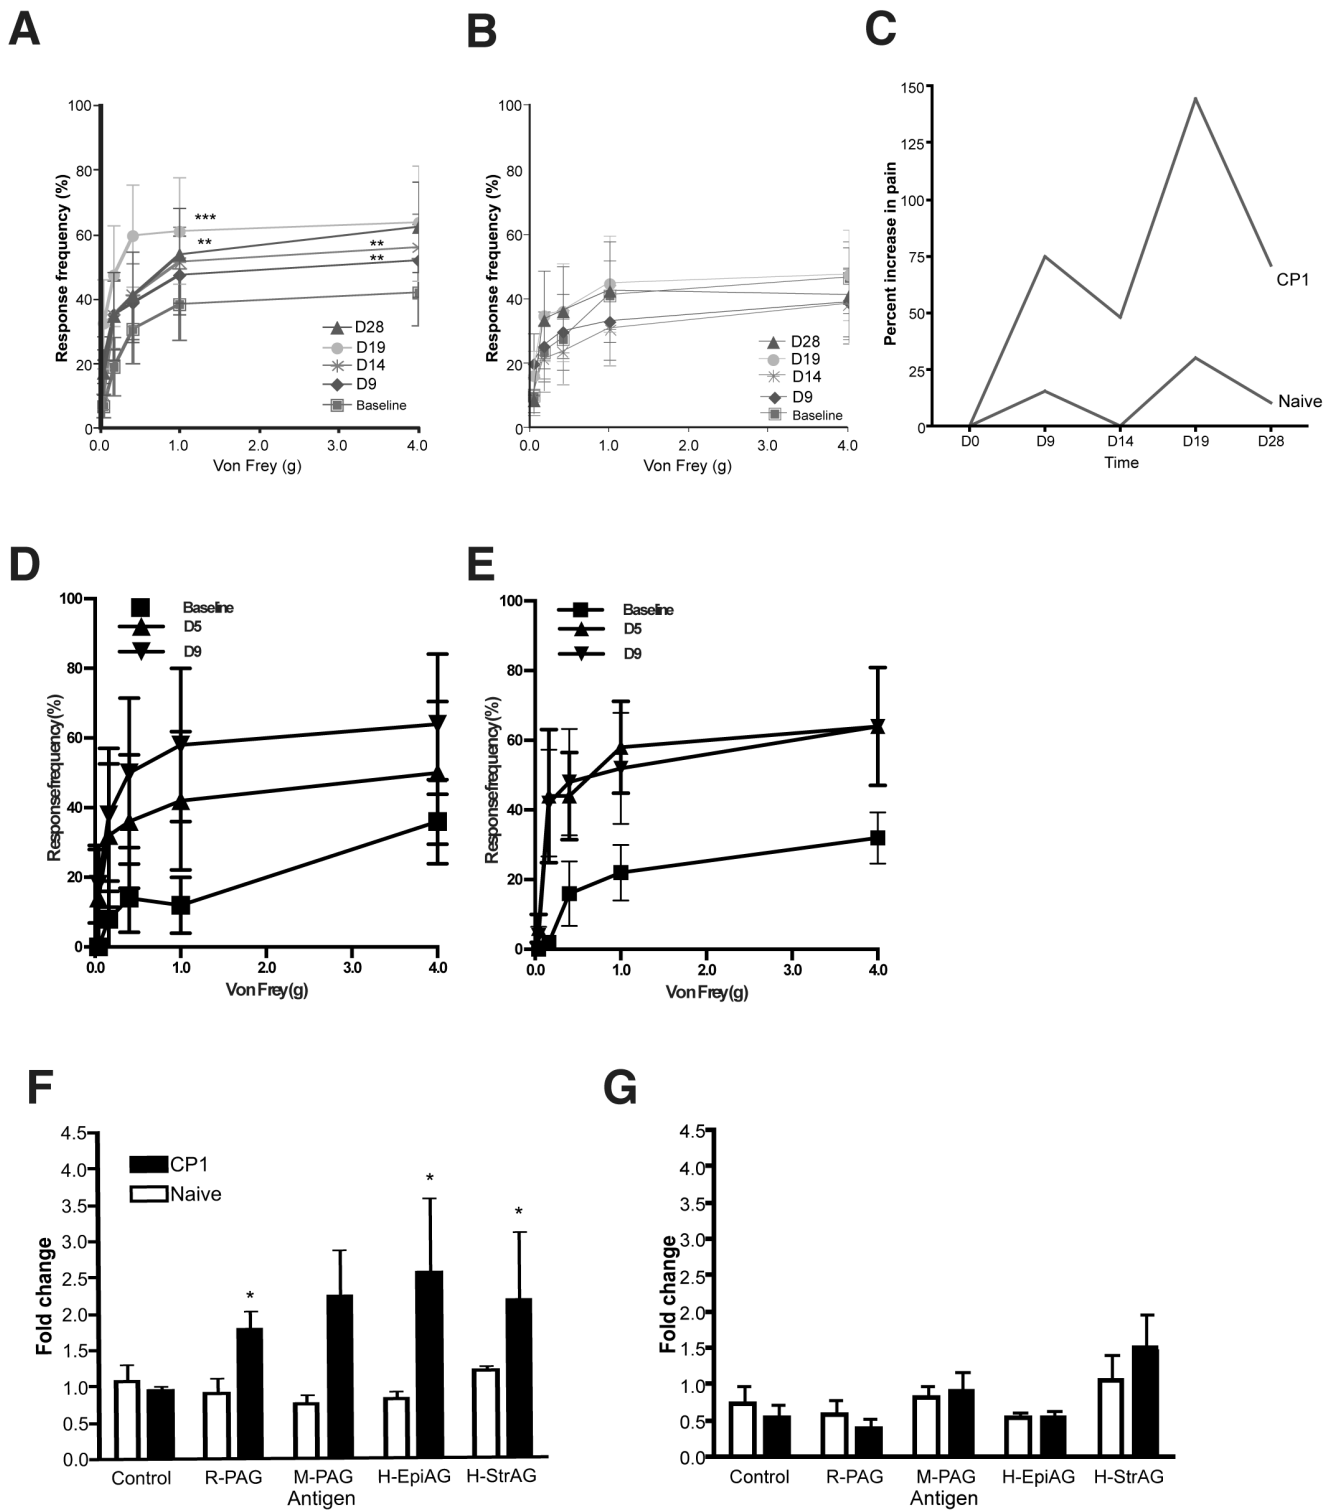 A
B
C
100
80
60
40
20
0
Response frequency (%)
***
**
**
**
D28
D19
D14
D9
Baseline
0.0
1.0
2.0
3.0
4.0
Von Frey (g)
100
80
60
40
20
0
Response frequency (%)
D28
D19
D14
D9
Baseline
0.0
1.0
2.0
3.0
4.0
Von Frey (g)
150
125
100
75
50
25
0
Percent increase in pain
CP1
Naive
D0
D9
D14
D19
D28
Time
D
E
100
80
60
40
20
0
Response frequency (%)
Baseline
D5
D9
0.0
1.0
2.0
3.0
4.0
Von Frey (g)
100
80
60
40
20
0
Response frequency (%)
Baseline
D5
D9
0.0
1.0
2.0
3.0
4.0
Von Frey (g)
F
G
4.5
4.0
3.5
3.0
2.5
2.0
1.5
1.0
0.5
0.0
Fold change
CP1
Naive
*
*
*
Control
R-PAG
M-PAG
H-EpiAG
H-StrAG
Antigen
4.5
4.0
3.5
3.0
2.5
2.0
1.5
1.0
0.5
0.0
Fold change
Control
R-PAG
M-PAG
H-EpiAG
H-StrAG
Antigen